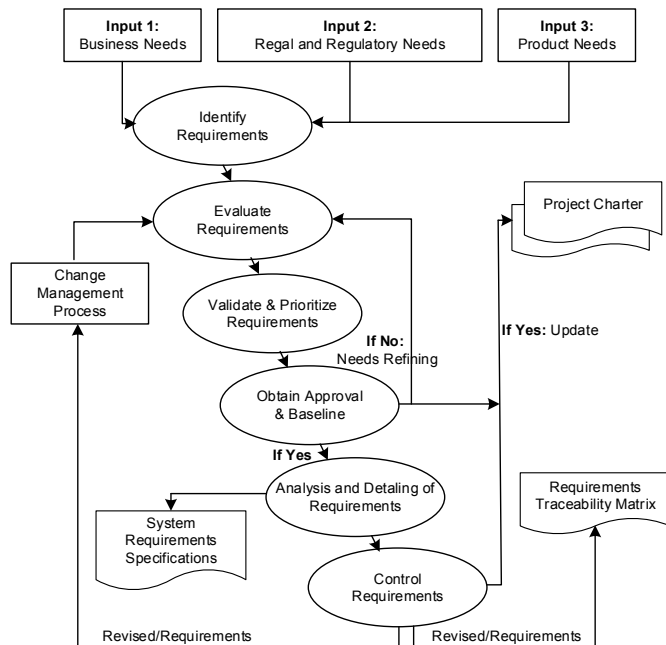 Input 1:
Business Needs
Input 2:
Regal and Regulatory Needs
Input 3:
Product Needs
Identify
Requirements
Evaluate
Requirements
Project Charter
Change
Management
Process
Validate & Prioritize
Requirements
If No:
Needs Refining
If Yes: Update
Obtain Approval
& Baseline
If Yes
Analysis and Detaling of
Requirements
Requirements
Traceability Matrix
System
Requirements
Specifications
Control
Requirements
Revised/Requirements
Revised/Requirements